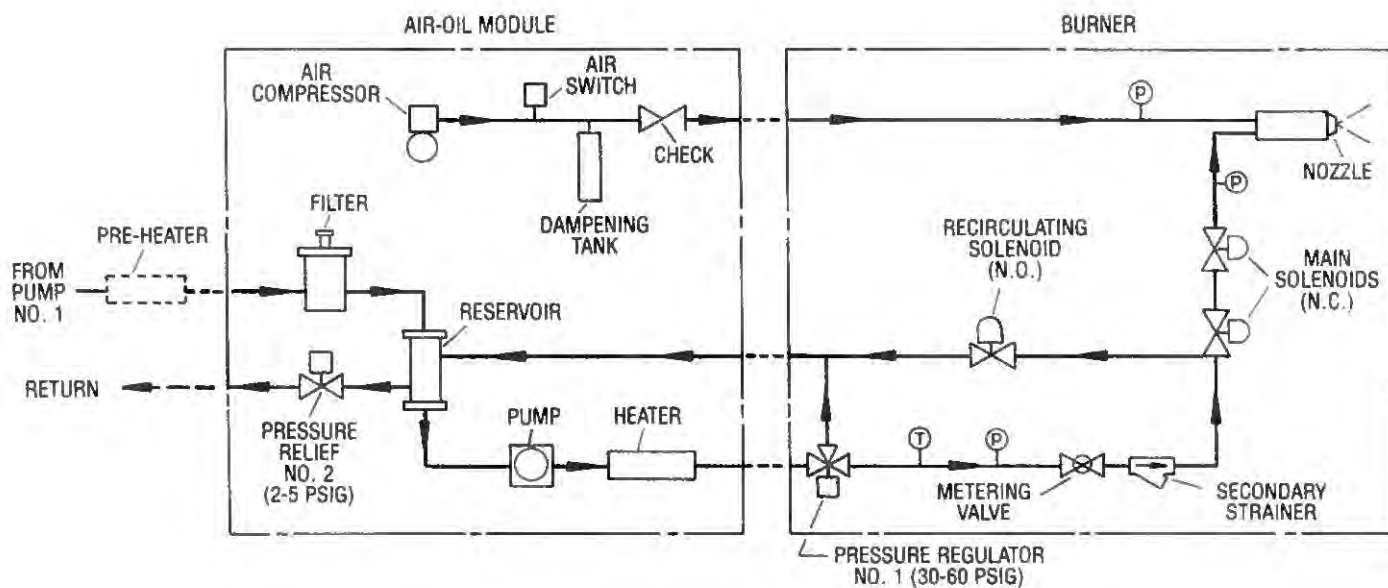 AIR-OIL MODULE
BURNER
AIR
COMPRESSOR
AIR
SWITCH
CHECK
DAMPENING
TANK
P
NOZZLE
P
FILTER
PRE-HEATER
FROM
PUMP
NO. 1
RESERVOIR
RECIRCULATING
SOLENOID
(N.O.)
MAIN
SOLENOIDS
(N.C.)
RETURN
PRESSURE
RELIEF
NO. 2
(2-5 PSIG)
PUMP
HEATER
T
P
METERING
VALVE
SECONDARY
STRAINER
PRESSURE REGULATOR
NO. 1 (30-60 PSIG)